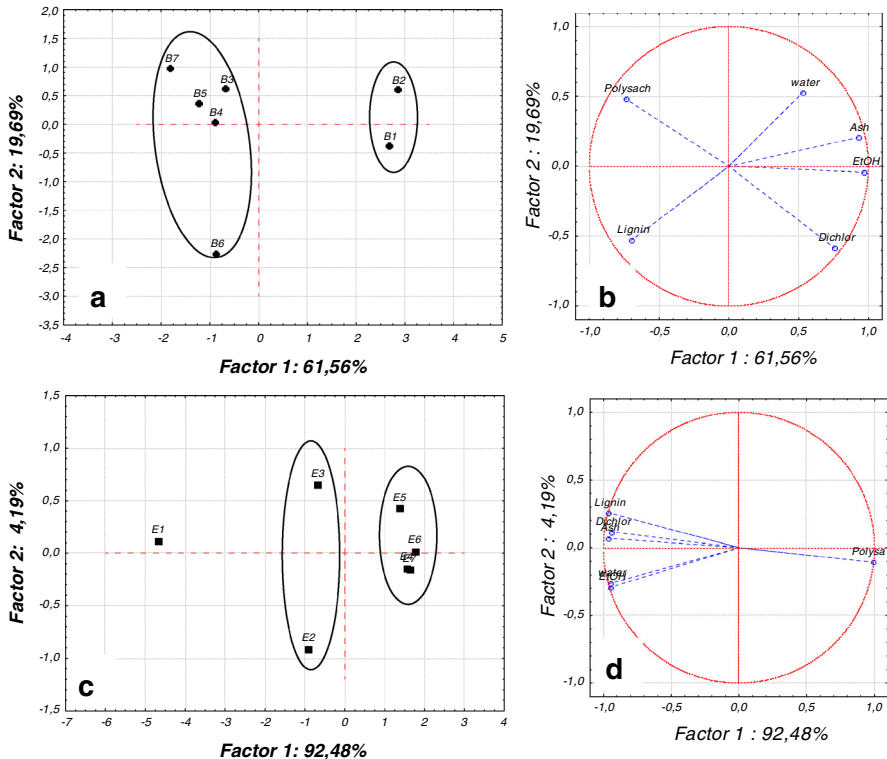 2,0
1,5
1,0
0,5
0,0
-0,5
-1,0
-1,5
-2,0
-2,5
-3,0
-3,5
Factor 2: 19,69%
B7
B3
B5
B4
B6
B2
B1
a
-4 -3 -2 -1 0 1 2 3 4 5
Factor 1: 61,56%
1,0
0,5
0,0
-0,5
-1,0
Factor 2 : 19,69%
Polysach
water
Ash
EtOH
Lignin
Dichlor
b
-1,0 -0,5 0,0 0,5 1,0
Factor 1 : 61,56%
1,5
1,0
0,5
0,0
-0,5
-1,0
-1,5
Factor 2: 4,19%
E1
E3
E2
E5
E6
E7
c
-7 -6 -5 -4 -3 -2 -1 0 1 2 3 4
Factor 1: 92,48%
1,0
0,5
0,0
-0,5
-1,0
Factor 2 : 4,19%
Lignin
Dichlor
Ash
water
EtOH
Polysa
d
-1,0 -0,5 0,0 0,5 1,0
Factor 1 : 92,48%